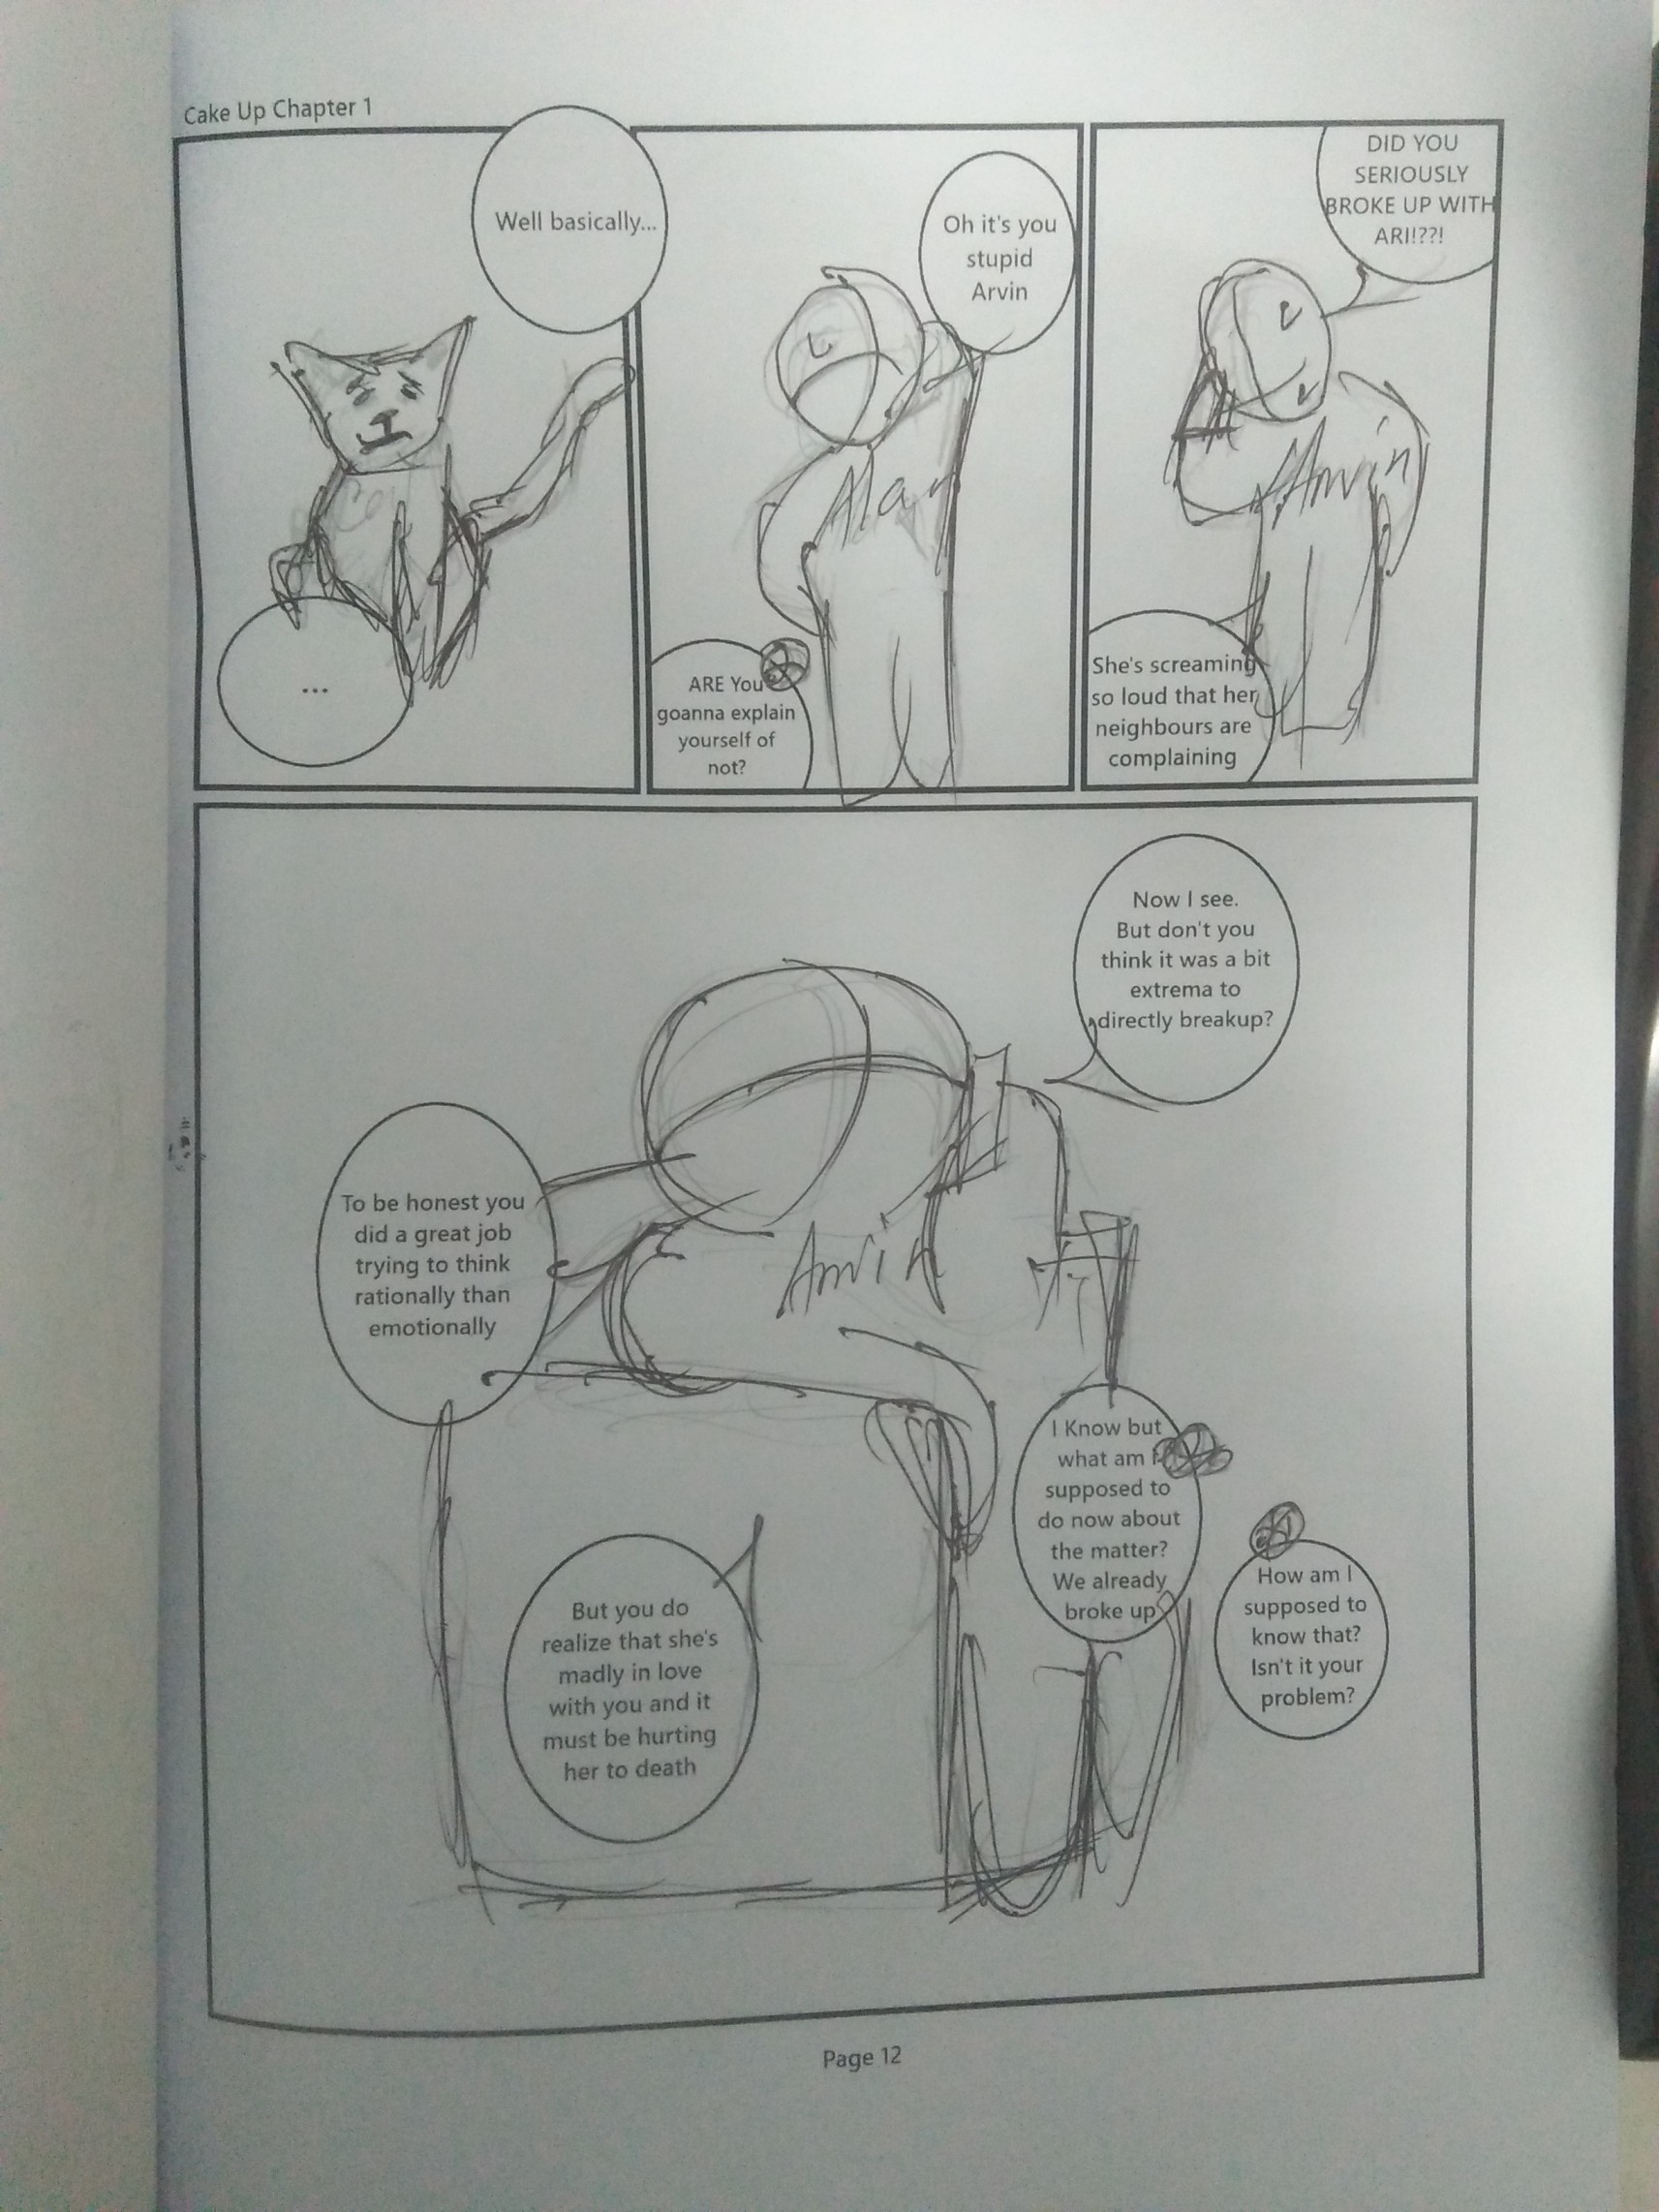 Cake Up Chapter 1
Well basically...
...
Oh it's you
stupid
Arvin
ARE You
goanna explain
yourself of
not?
DID YOU
SERIOUSLY
BROKE UP WITH
ARI!??!
Arvin
She's screaming
so loud that her
neighbours are
complaining
Now I see.
But don't you
think it was a bit
extrema to
directly breakup?
To be honest you
did a great job
trying to think
rationally than
emotionally
Arvin
I Know but
what am I
supposed to
do now about
the matter?
We already
broke up
But you do
realize that she's
madly in love
with you and it
must be hurting
her to death
How am I
supposed to
know that?
Isn't it your
problem?
Page 12